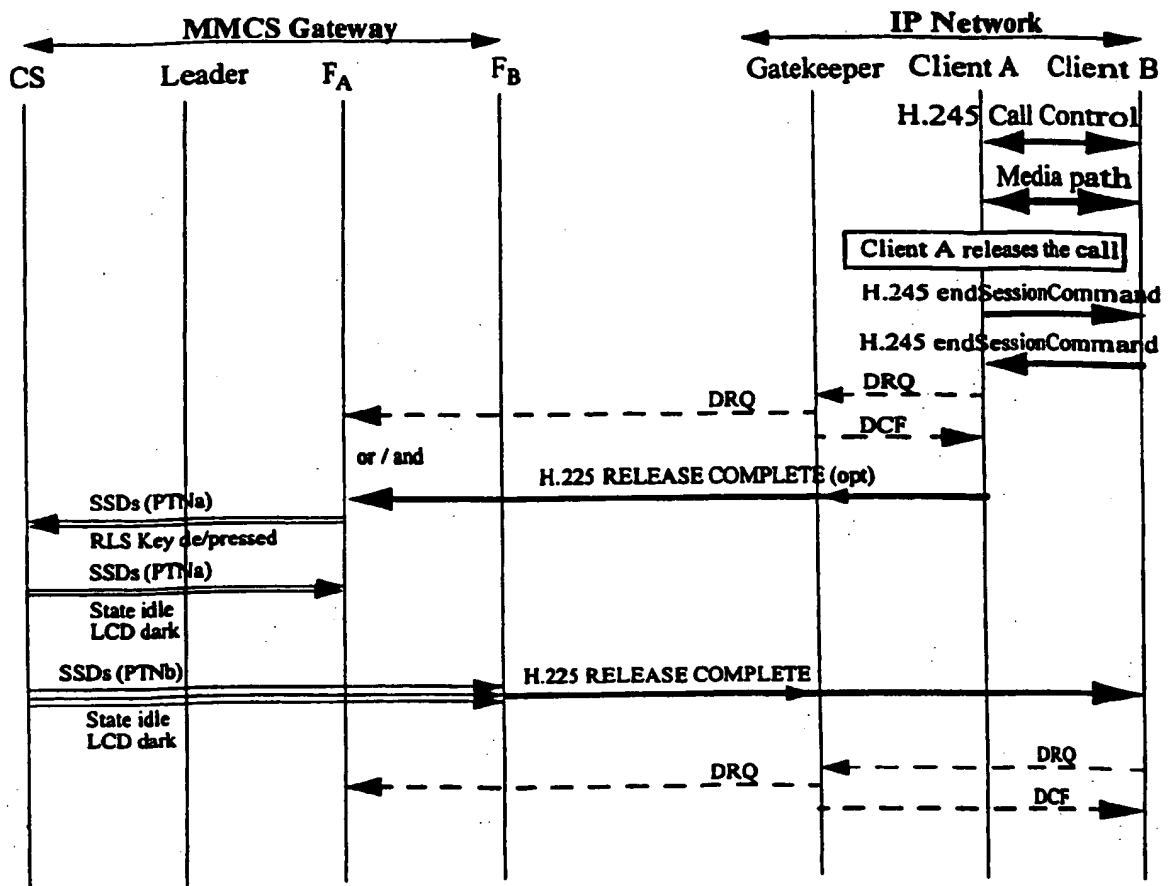 MMCS Gateway
IP Network
CS
Leader
FA
FB
Gatekeeper
Client A
Client B
H.245 Call Control
Media path
Client A releases the call
H.245 endSessionCommand
H.245 endSessionCommand
DRQ
DRQ
DCF
or / and
H.225 RELEASE COMPLETE (opt)
SSDs (PTNa)
RLS Key de/pressed
SSDs (PTNa)
State idle
LCD dark
SSDs (PTNb)
H.225 RELEASE COMPLETE
State idle
LCD dark
DRQ
DRQ
DCF